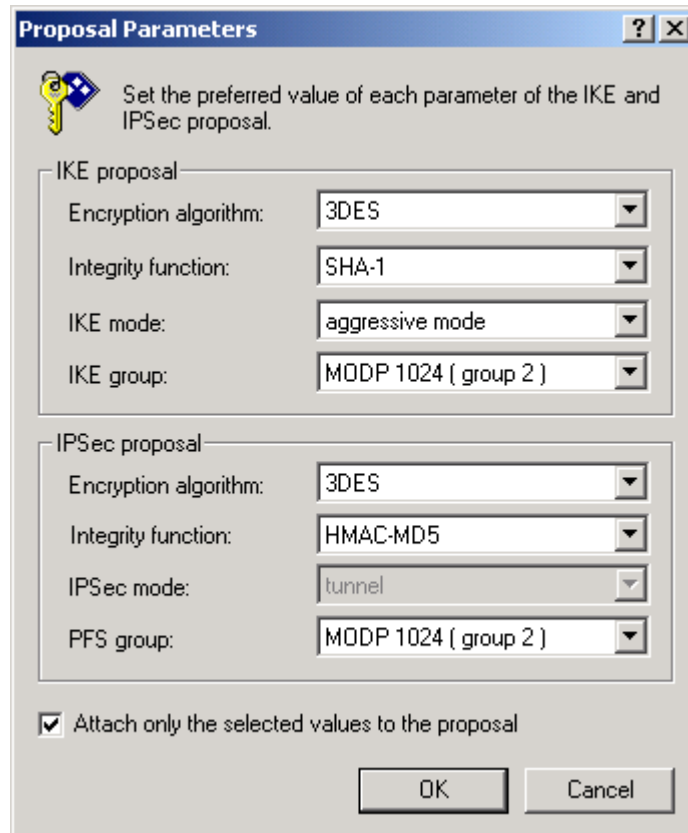 Proposal Parameters
Set the preferred value of each parameter of the IKE and
IPSec proposal.
IKE proposal
Encryption algorithm: 3DES
Integrity function: SHA-1
IKE mode: aggressive mode
IKE group: MODP 1024 ( group 2 )
IPSec proposal
Encryption algorithm: 3DES
Integrity function: HMAC-MD5
IPSec mode: tunnel
PFS group: MODP 1024 ( group 2 )
Attach only the selected values to the proposal
OK Cancel